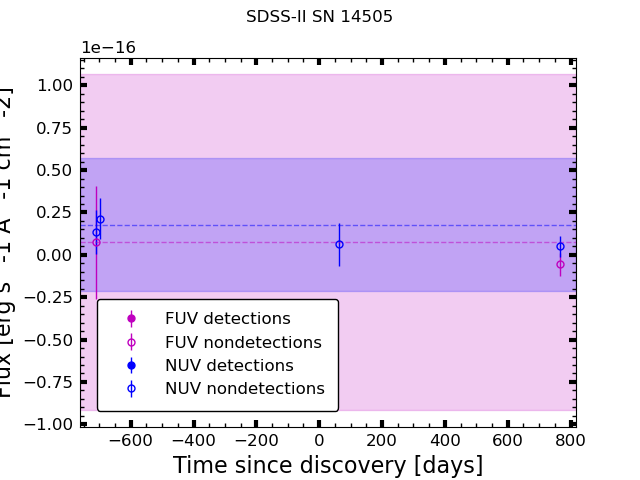 SDSS-II SN 14505
1e−16
1.00
0.75
0.50
0.25
0.00
−0.25
−0.50
−0.75
−1.00
Flux [erg s -1 A -1 cm -2]
FUV detections
FUV nondetections
NUV detections
NUV nondetections
−600 −400 −200 0 200 400 600 800
Time since discovery [days]